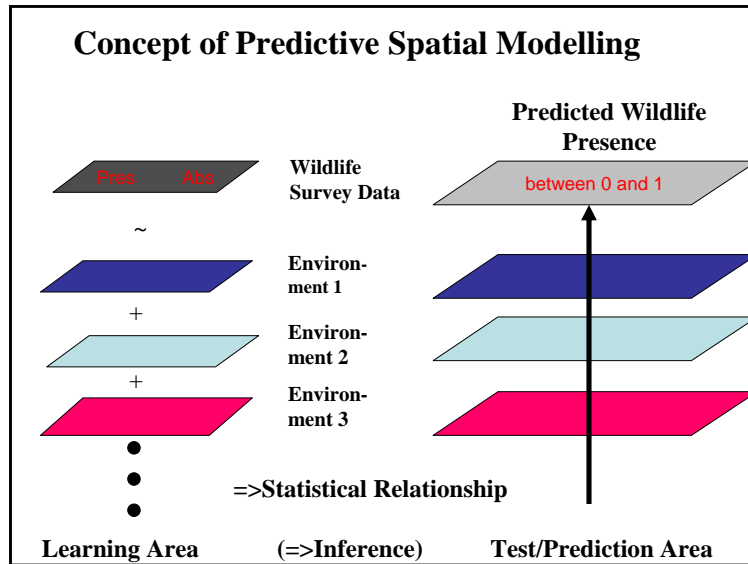 Concept of Predictive Spatial Modelling
Predicted Wildlife
Presence
Pres Abs
Wildlife
Survey Data
between 0 and 1
~
Environ-
ment 1
+
Environ-
ment 2
+
Environ-
ment 3
=>Statistical Relationship
Learning Area (=>Inference) Test/Prediction Area